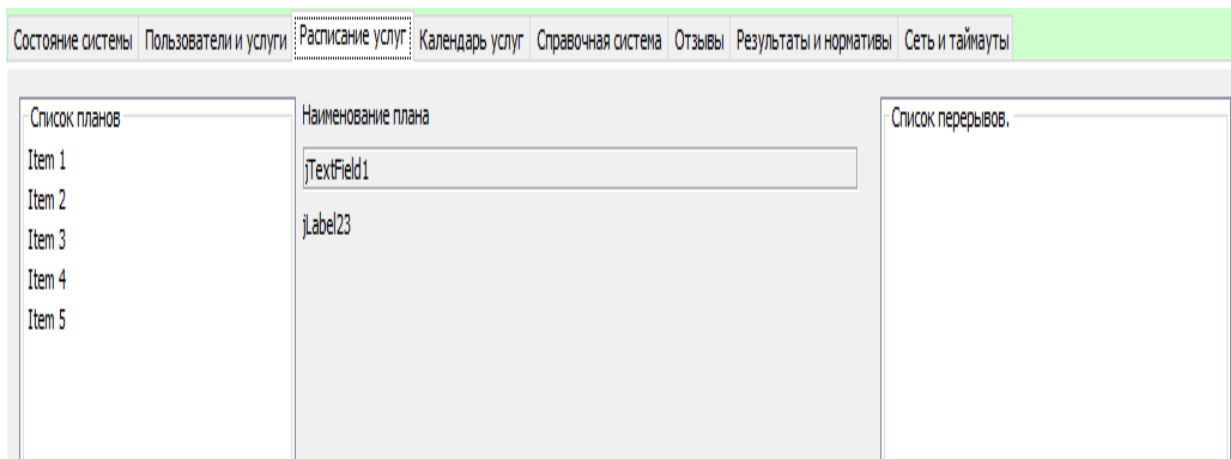 Состояние системы Пользователи и услуги Расписание услуг Календарь услуг Справочная система Отзывы Результаты и нормативы Сеть и таймауты
Список планов Наименование плана Список перерывов.
Item 1
jTextField1
Item 2
jLabel23
Item 3
Item 4
Item 5